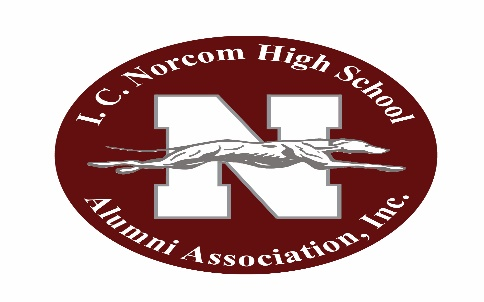 I. C. Norcom High School
N
Alumni Association, Inc.